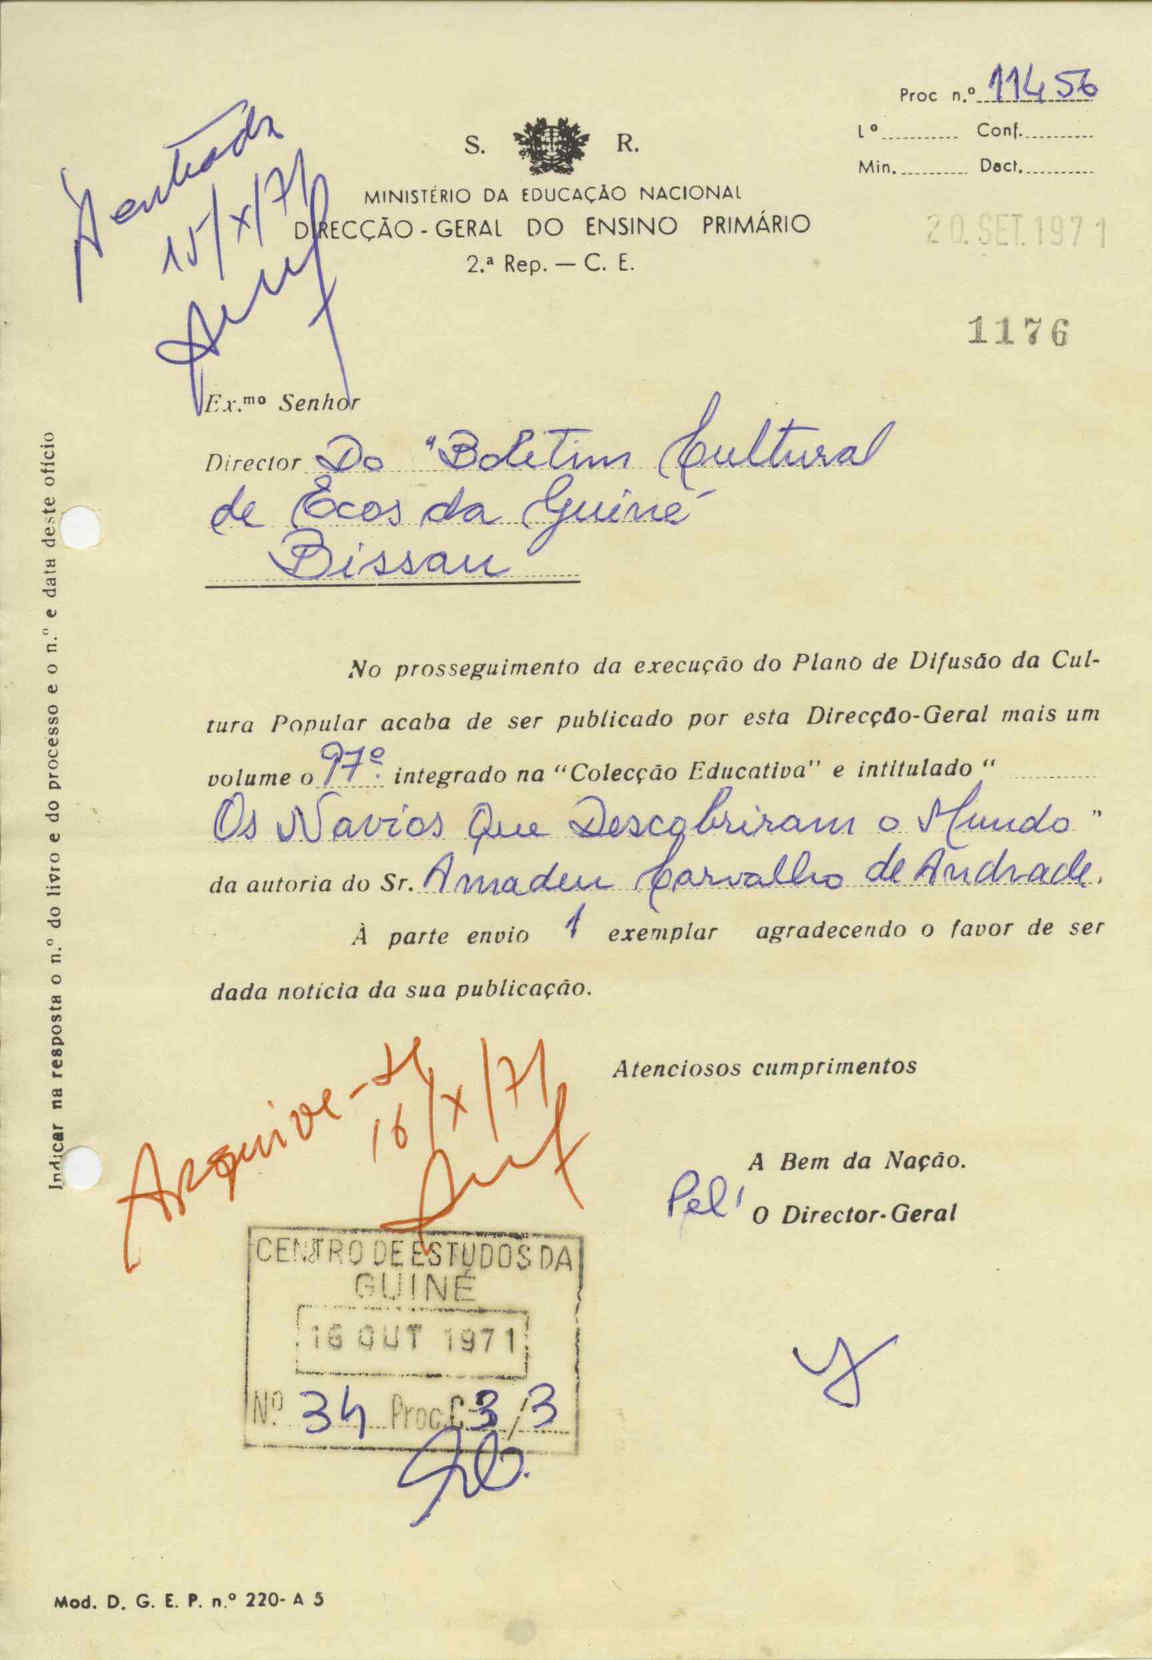 Proc n.º 11456
Lº ........... Conf. ...........
Min. ........... Dact. ...........
S. R.
MINISTÉRIO DA EDUCAÇÃO NACIONAL
DIRECÇÃO-GERAL DO ENSINO PRIMÁRIO
2.ª Rep. — C. E.
20. SET. 1971
1176
À entrada
15/X/71
Ex.mo Senhor
Director Do "Boletim Cultural
de Ecos da Guiné
Bissau
No prosseguimento da execução do Plano de Difusão da Cul-
tura Popular acaba de ser publicado por esta Direcção-Geral mais um
volume o 97º. integrado na "Colecção Educativa" e intitulado "
Os Navios Que Descobriram o Mundo"
da autoria do Sr. Amadeu Carvalho de Andrade.
À parte envio 1 exemplar agradecendo o favor de ser
dada notícia da sua publicação.
Atenciosos cumprimentos
A Bem da Nação.
Pel' O Director-Geral
Arquive-se
16/X/71
CENTRO DE ESTUDOS DA
GUINÉ
16 OUT 1971
Nº 34 Proc. C-3/3
Indicar na resposta o n.º do livro e do processo e o n.º e data deste ofício
Mod. D. G. E. P. n.º 220- A 5